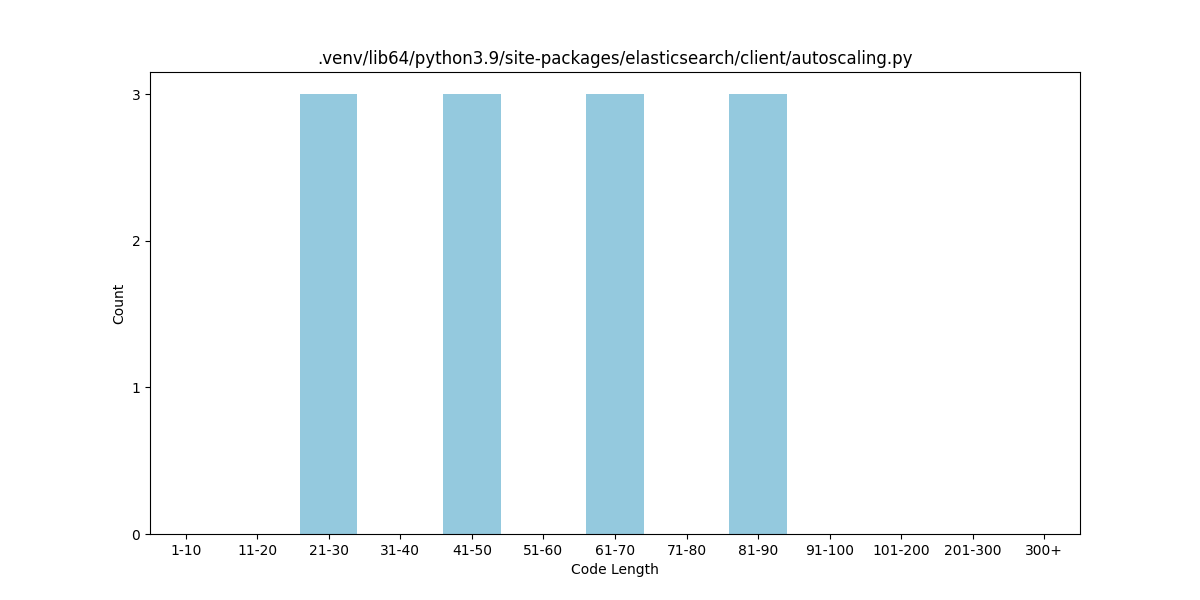 .venv/lib64/python3.9/site-packages/elasticsearch/client/autoscaling.py
3
2
1
0
Count
1-10 11-20 21-30 31-40 41-50 51-60 61-70 71-80 81-90 91-100 101-200 201-300 300+
Code Length